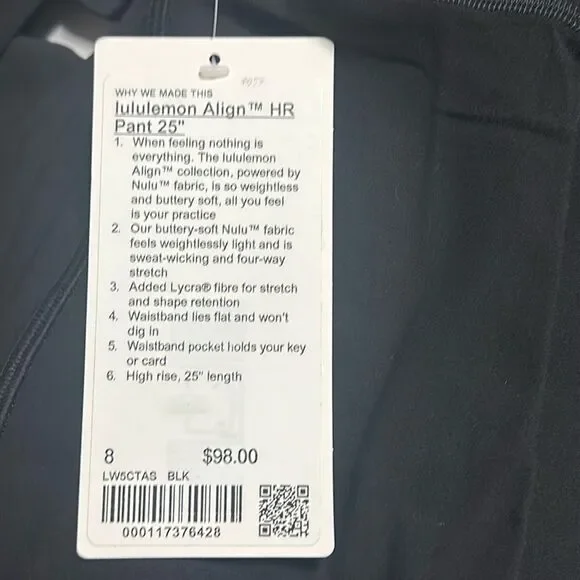 WHY WE MADE THIS
lululemon Align™ HR
Pant 25"
1. When feeling nothing is
everything. The lululemon
Align™ collection, powered by
Nulu™ fabric, is so weightless
and buttery soft, all you feel
is your practice
2. Our buttery-soft Nulu™ fabric
feels weightlessly light and is
sweat-wicking and four-way
stretch
3. Added Lycra® fibre for stretch
and shape retention
4. Waistband lies flat and won't
dig in
5. Waistband pocket holds your key
or card
6. High rise, 25" length
8 $98.00
LW5CTAS BLK
000117376428